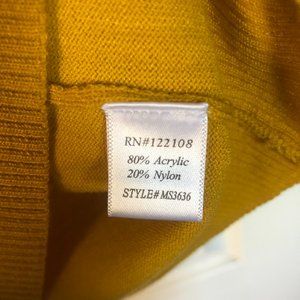 RN#122108
80% Acrylic
20% Nylon
STYLE# MS3636